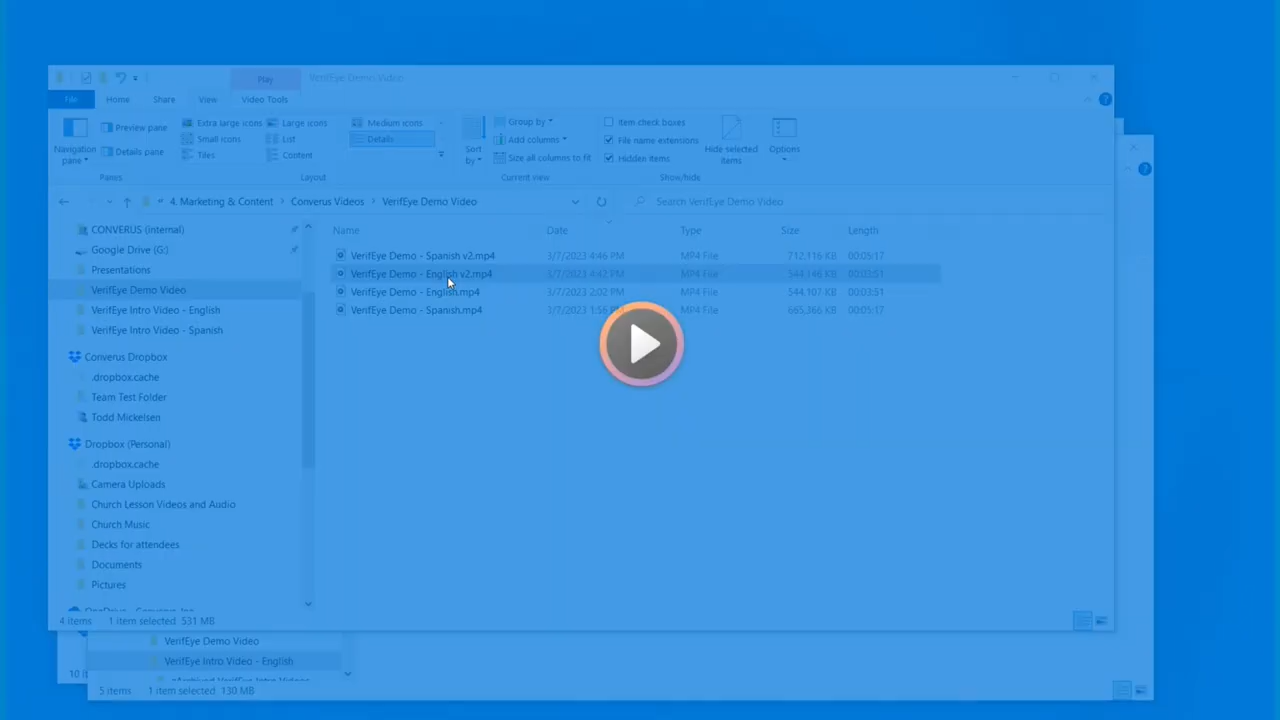 Play VerifEye Demo Video
File Home Share View Video Tools
Navigation pane
Preview pane
Details pane
Panes
Extra large icons Large icons Medium icons
Small icons List Details
Tiles Content
Layout
Sort by
Group by
Add columns
Size all columns to fit
Current view
Item check boxes
File name extensions
Hidden items
Hide selected items
Show/hide
Options
« 4. Marketing & Content > Converus Videos > VerifEye Demo Video
Search VerifEye Demo Video
CONVERUS (internal)
Google Drive (G:)
Presentations
VerifEye Demo Video
VerifEye Intro Video - English
VerifEye Intro Video - Spanish
Converus Dropbox
.dropbox.cache
Team Test Folder
Todd Mickelsen
Dropbox (Personal)
.dropbox.cache
Camera Uploads
Church Lesson Videos and Audio
Church Music
Decks for attendees
Documents
Pictures
OneDrive - Converus, Inc
Name Date Type Size Length
VerifEye Demo - Spanish v2.mp4 3/7/2023 4:46 PM MP4 File 712,116 KB 00:05:17
VerifEye Demo - English v2.mp4 3/7/2023 4:42 PM MP4 File 544,146 KB 00:03:51
VerifEye Demo - English.mp4 3/7/2023 2:02 PM MP4 File 544,107 KB 00:03:51
VerifEye Demo - Spanish.mp4 3/7/2023 1:56 MP4 File 665,366 KB 00:05:17
4 items 1 item selected 531 MB
VerifEye Demo Video
VerifEye Intro Video - English
10
5 items 1 item selected 130 MB